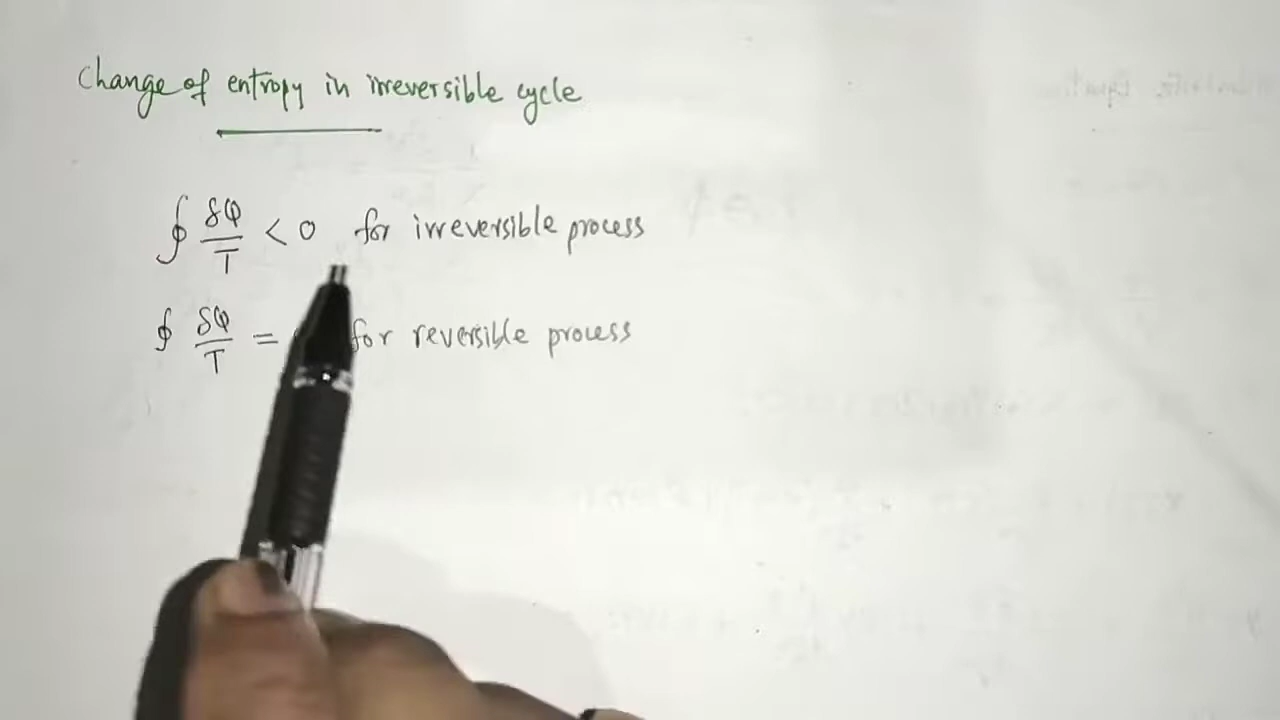 Change of entropy in irreversible cycle
∮ δQ/T < 0 for irreversible process
∮ δQ/T = for reversible process